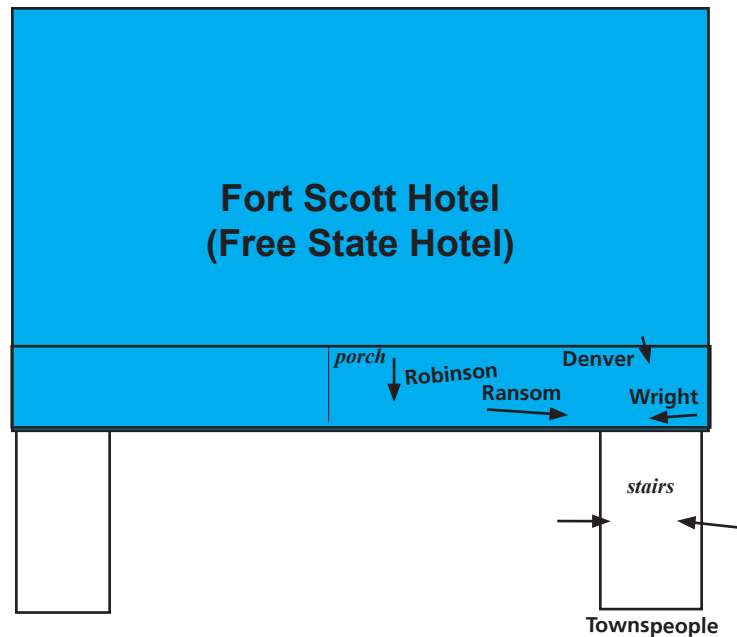 Fort Scott Hotel
(Free State Hotel)
porch
Denver
Robinson
Ransom
Wright
stairs
Townspeople